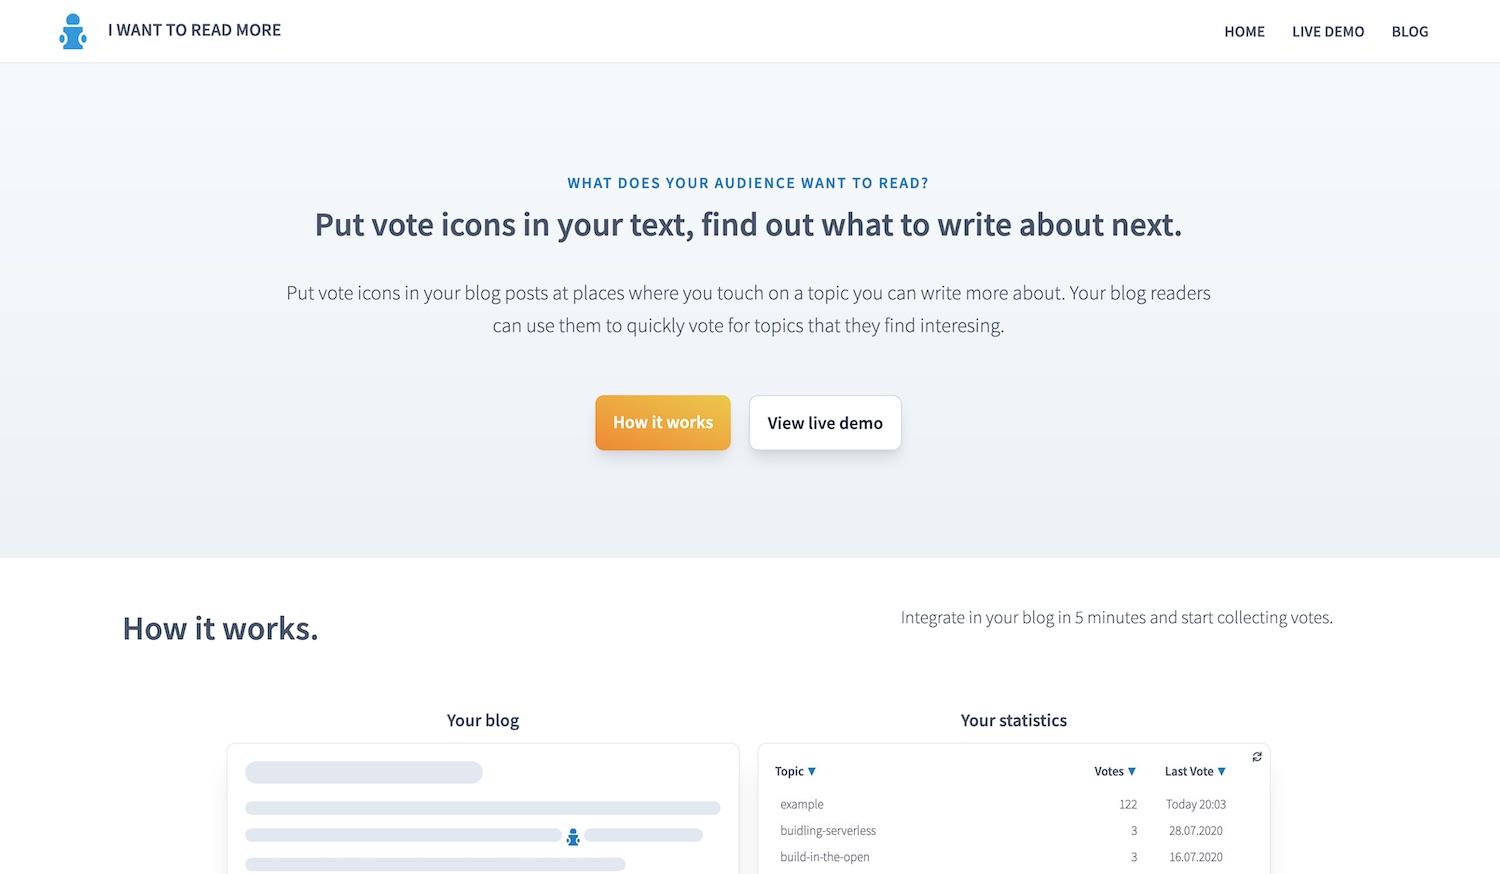 I WANT TO READ MORE
HOME LIVE DEMO BLOG
WHAT DOES YOUR AUDIENCE WANT TO READ?
Put vote icons in your text, find out what to write about next.
Put vote icons in your blog posts at places where you touch on a topic you can write more about. Your blog readers
can use them to quickly vote for topics that they find interesing.
How it works View live demo
How it works.
Integrate in your blog in 5 minutes and start collecting votes.
Your blog
Your statistics
Topic ▼ Votes ▼ Last Vote ▼
example 122 Today 20:03
buidling-serverless 3 28.07.2020
build-in-the-open 3 16.07.2020